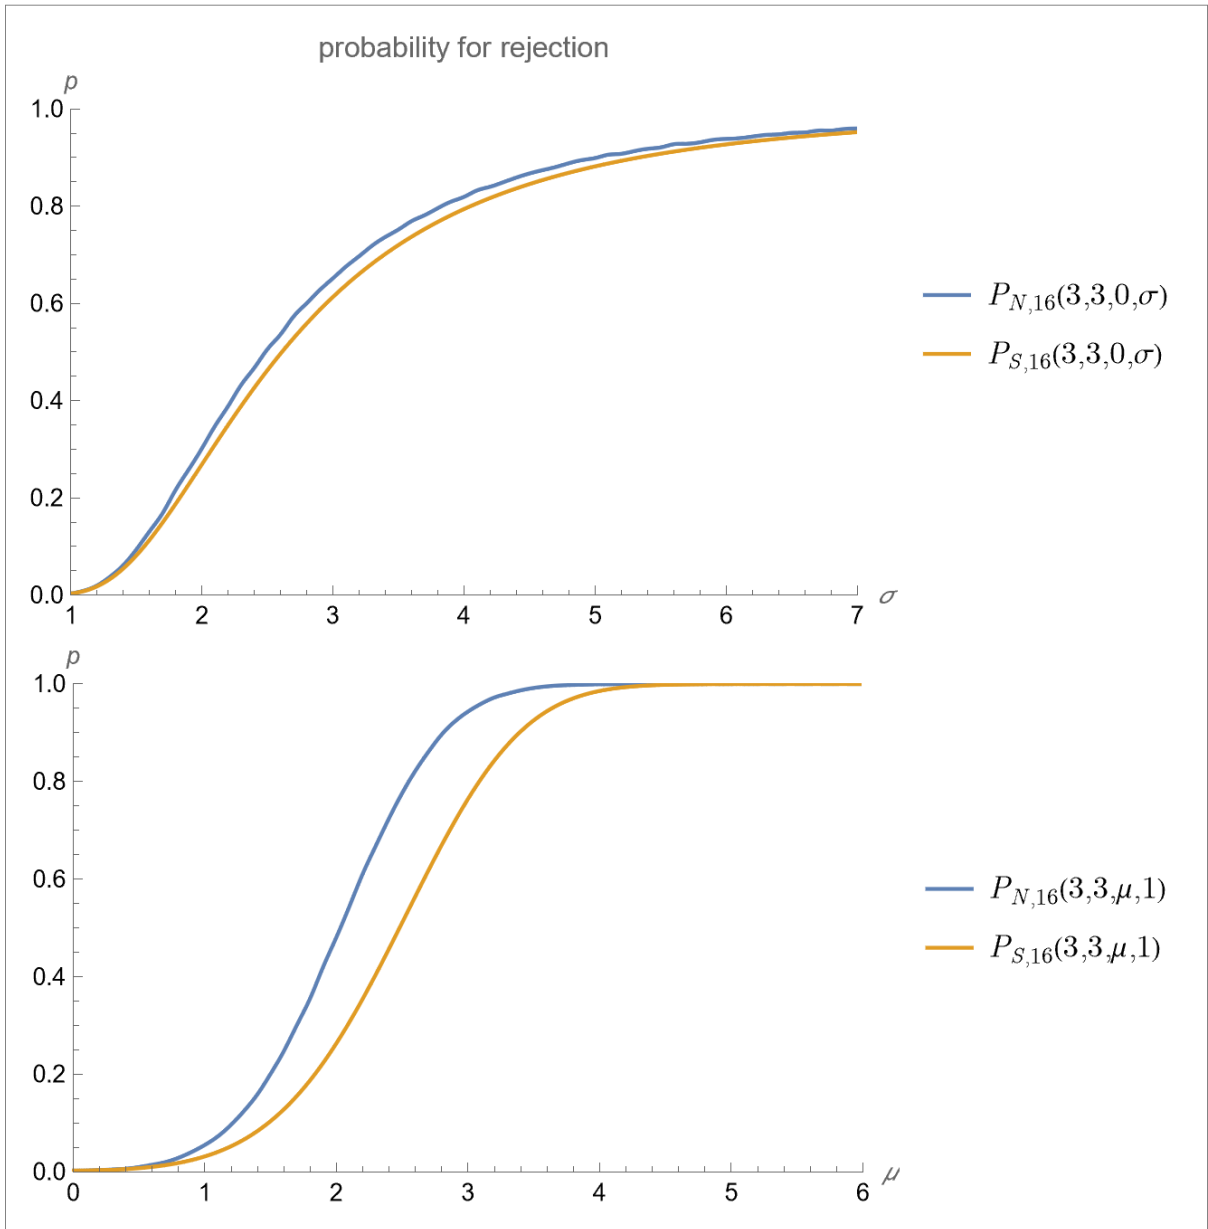 probability for rejection
p
1.0
0.8
0.6
0.4
0.2
0.0
1 2 3 4 5 6 7 σ
P_{N,16}(3,3,0,σ)
P_{S,16}(3,3,0,σ)
p
1.0
0.8
0.6
0.4
0.2
0.0
0 1 2 3 4 5 6 μ
P_{N,16}(3,3,μ,1)
P_{S,16}(3,3,μ,1)